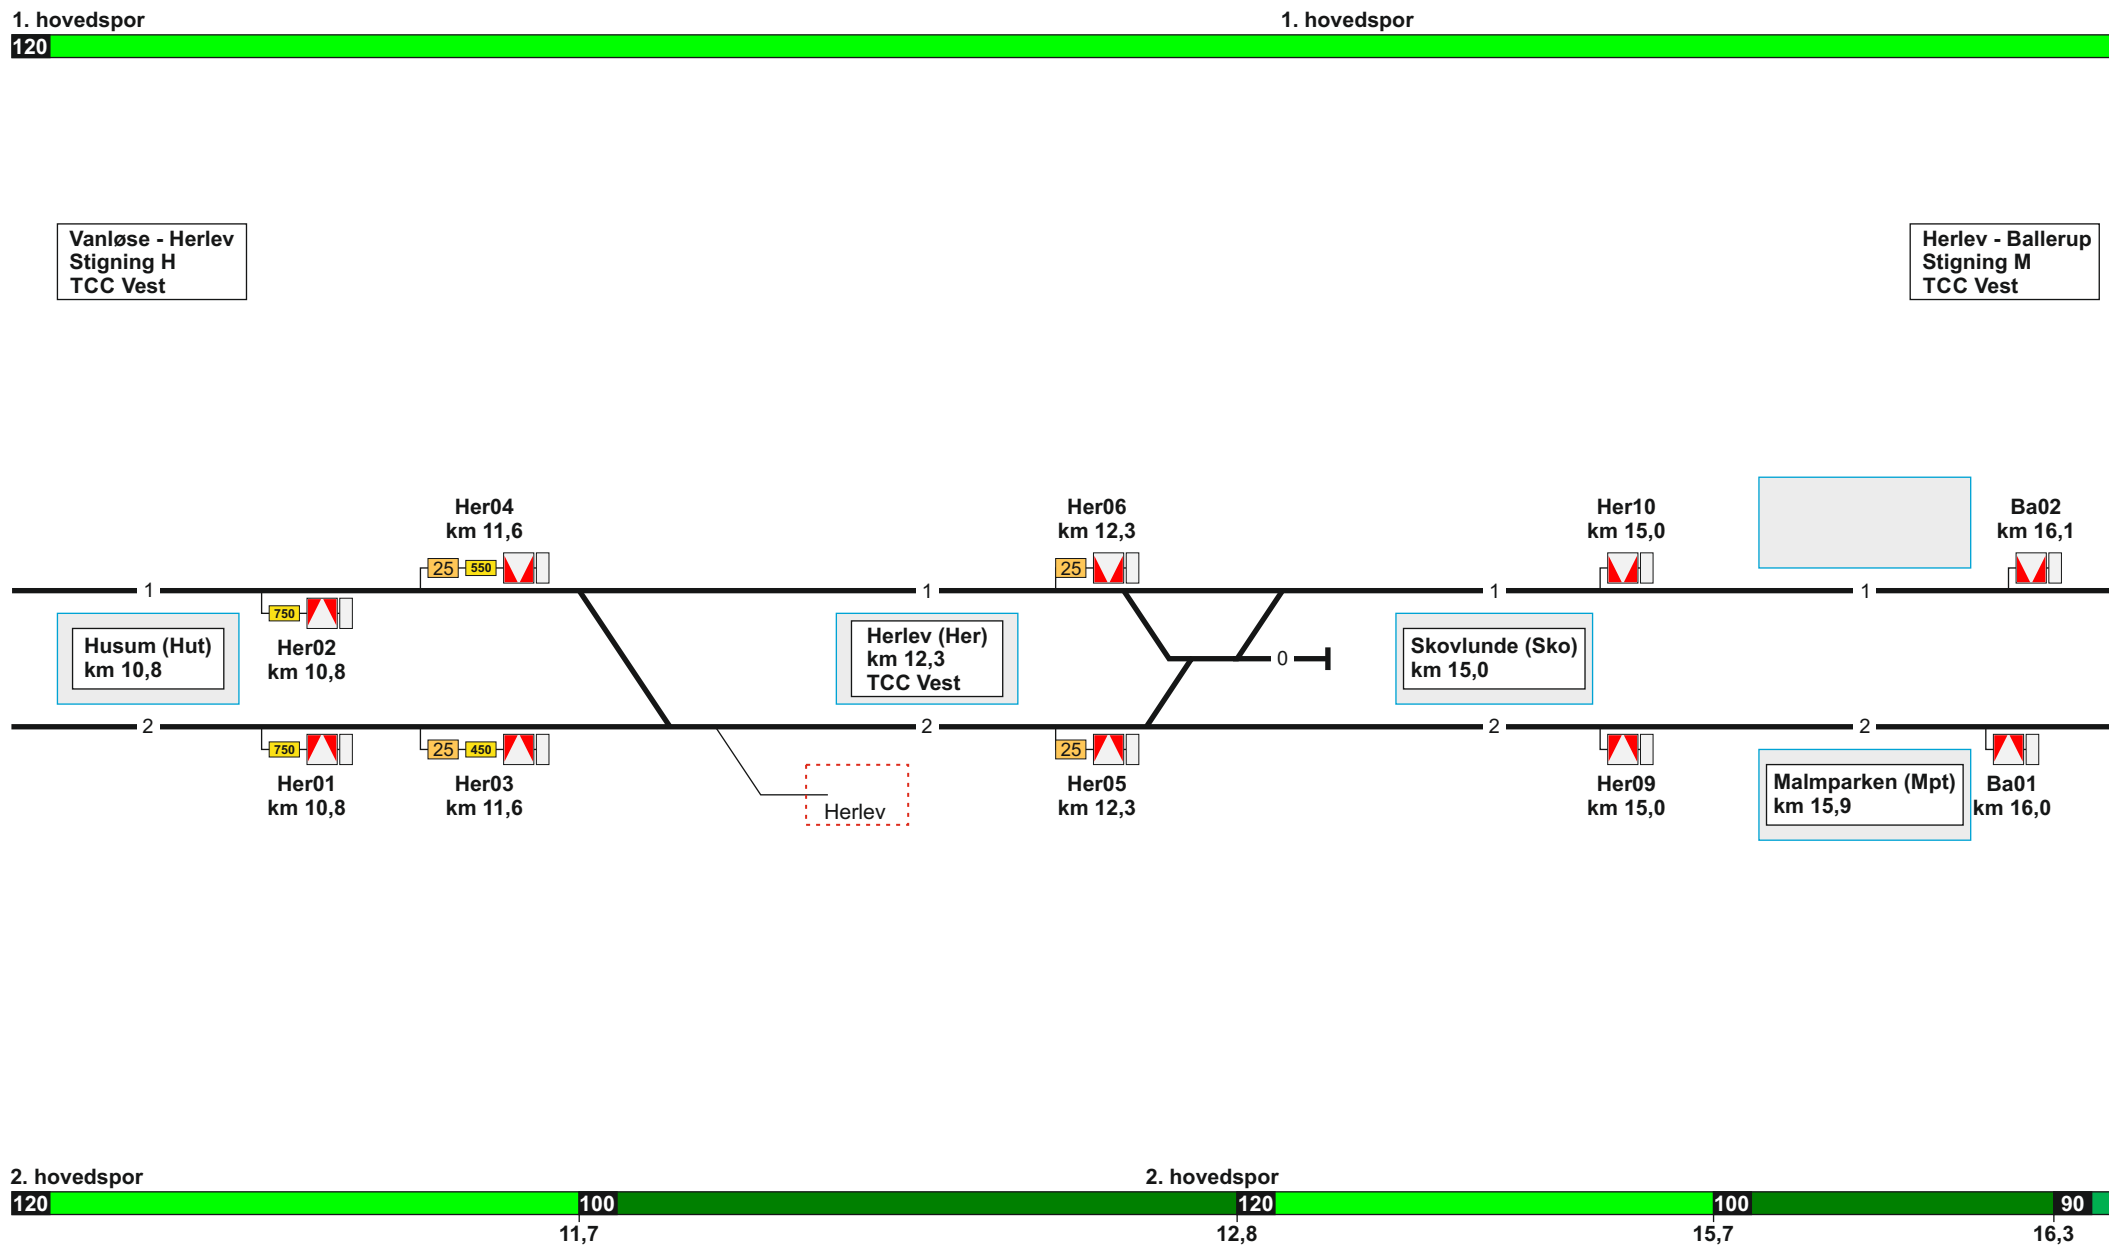 1. hovedspor
1. hovedspor
120
Vanløse - Herlev
Stigning H
TCC Vest
Herlev - Ballerup
Stigning M
TCC Vest
Her04
km 11,6
Her06
km 12,3
Her10
km 15,0
Ba02
km 16,1
25
550
25
1
1
1
1
750
Husum (Hut)
km 10,8
Her02
km 10,8
Herlev (Her)
km 12,3
TCC Vest
0
Skovlunde (Sko)
km 15,0
2
2
2
2
750
25
450
25
Her01
km 10,8
Her03
km 11,6
Herlev
Her05
km 12,3
Her09
km 15,0
Malmparken (Mpt)
km 15,9
Ba01
km 16,0
2. hovedspor
2. hovedspor
120
100
120
100
90
11,7
12,8
15,7
16,3